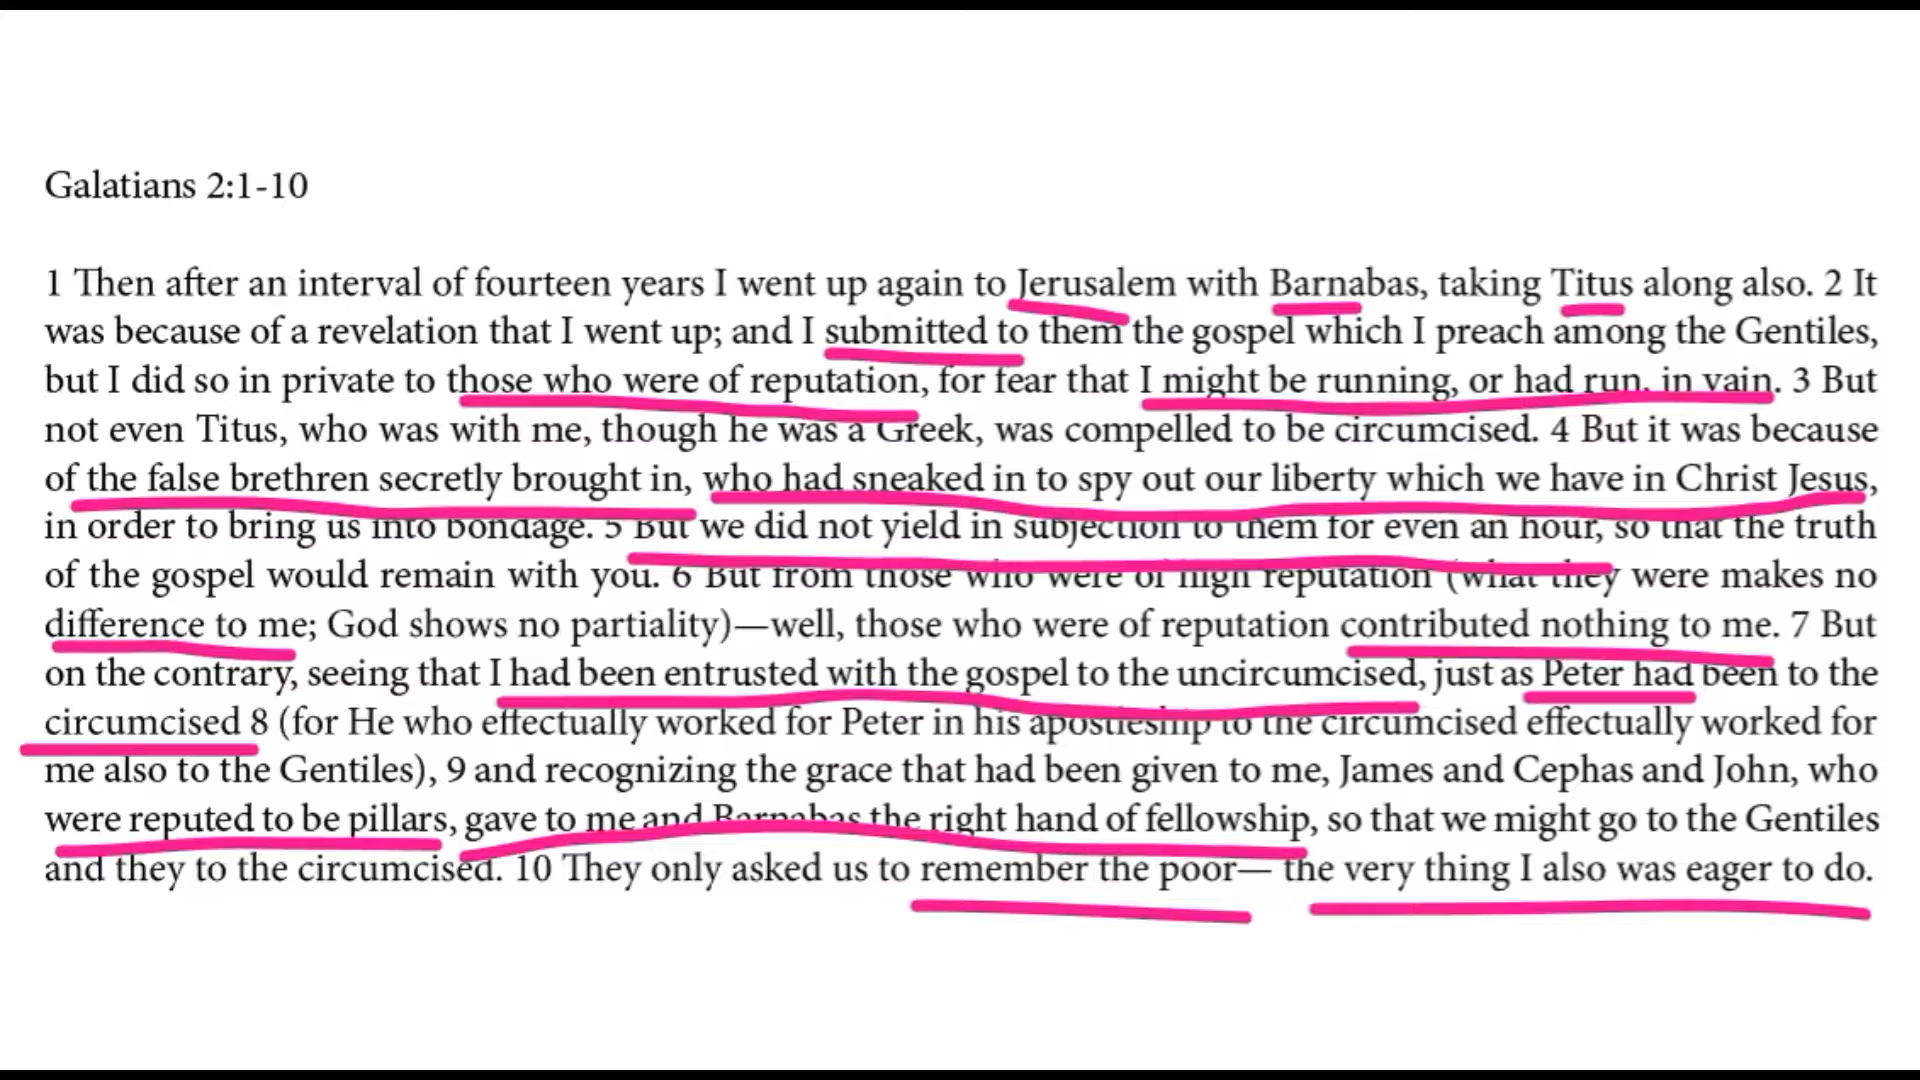 Galatians 2:1-10
1 Then after an interval of fourteen years I went up again to Jerusalem with Barnabas, taking Titus along also. 2 It
was because of a revelation that I went up; and I submitted to them the gospel which I preach among the Gentiles,
but I did so in private to those who were of reputation, for fear that I might be running, or had run, in vain. 3 But
not even Titus, who was with me, though he was a Greek, was compelled to be circumcised. 4 But it was because
of the false brethren secretly brought in, who had sneaked in to spy out our liberty which we have in Christ Jesus,
in order to bring us into bondage. 5 But we did not yield in subjection to them for even an hour, so that the truth
of the gospel would remain with you. 6 But from those who were of high reputation (what they were makes no
difference to me; God shows no partiality)—well, those who were of reputation contributed nothing to me. 7 But
on the contrary, seeing that I had been entrusted with the gospel to the uncircumcised, just as Peter had been to the
circumcised 8 (for He who effectually worked for Peter in his apostleship to the circumcised effectually worked for
me also to the Gentiles), 9 and recognizing the grace that had been given to me, James and Cephas and John, who
were reputed to be pillars, gave to me and Barnabas the right hand of fellowship, so that we might go to the Gentiles
and they to the circumcised. 10 They only asked us to remember the poor— the very thing I also was eager to do.